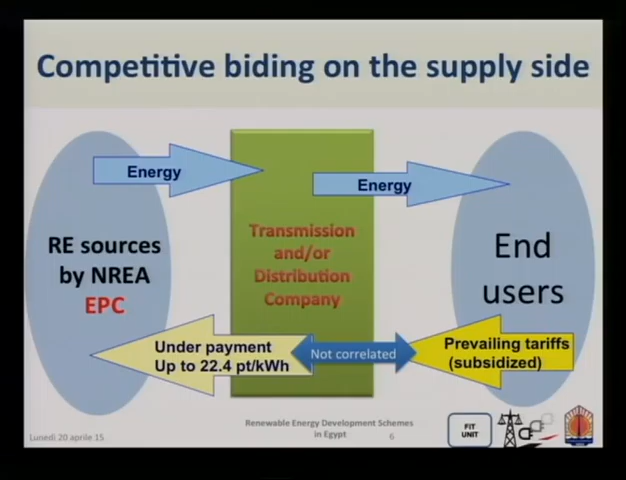 Competitive biding on the supply side
Energy
Energy
RE sources
by NREA
EPC
Transmission
and/or
Distribution
Company
End
users
Under payment
Up to 22.4 pt/kWh
Not correlated
Prevailing tariffs
(subsidized)
Lunedì 20 aprile 15
Renewable Energy Development Schemes
in Egypt
6
FIT
UNIT